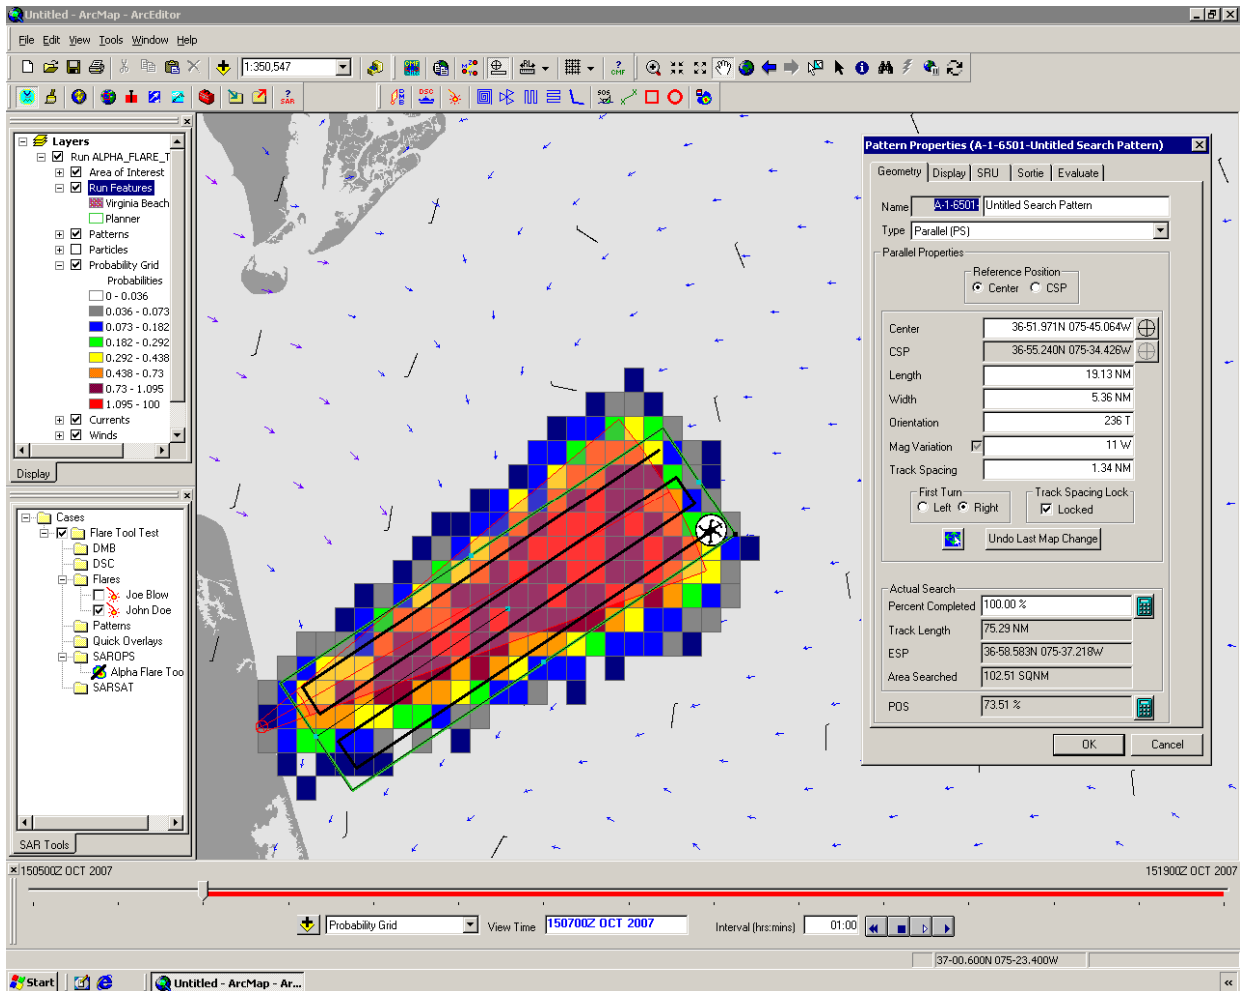 Untitled - ArcMap - ArcEditor
File Edit View Tools Window Help
1:350,547
? CMF
? SAR
DMB
DSC
SOS
Layers
Run ALPHA_FLARE_T
Area of Interest
Run Features
Virginia Beach
Planner
Patterns
Particles
Probability Grid
Probabilities
0 - 0.036
0.036 - 0.073
0.073 - 0.182
0.182 - 0.292
0.292 - 0.438
0.438 - 0.73
0.73 - 1.095
1.095 - 100
Currents
Winds
Display
Cases
Flare Tool Test
DMB
DSC
Flares
Joe Blow
John Doe
Patterns
Quick Overlays
SAROPS
Alpha Flare Too
SARSAT
SAR Tools
Pattern Properties (A-1-6501-Untitled Search Pattern)
Geometry Display SRU Sortie Evaluate
Name A-1-6501- Untitled Search Pattern
Type Parallel (PS)
Parallel Properties
Reference Position
Center CSP
Center 36-51.971N 075-45.064W
CSP 36-55.240N 075-34.426W
Length 19.13 NM
Width 5.36 NM
Orientation 236 T
Mag Variation 11 W
Track Spacing 1.34 NM
First Turn Track Spacing Lock
Left Right Locked
Undo Last Map Change
Actual Search
Percent Completed 100.00 %
Track Length 75.29 NM
ESP 36-58.583N 075-37.218W
Area Searched 102.51 SQNM
POS 73.51 %
OK Cancel
150500Z OCT 2007 151900Z OCT 2007
Probability Grid View Time 150700Z OCT 2007 Interval (hrs:mins) 01:00
37-00.600N 075-23.400W
Start Untitled - ArcMap - Ar...